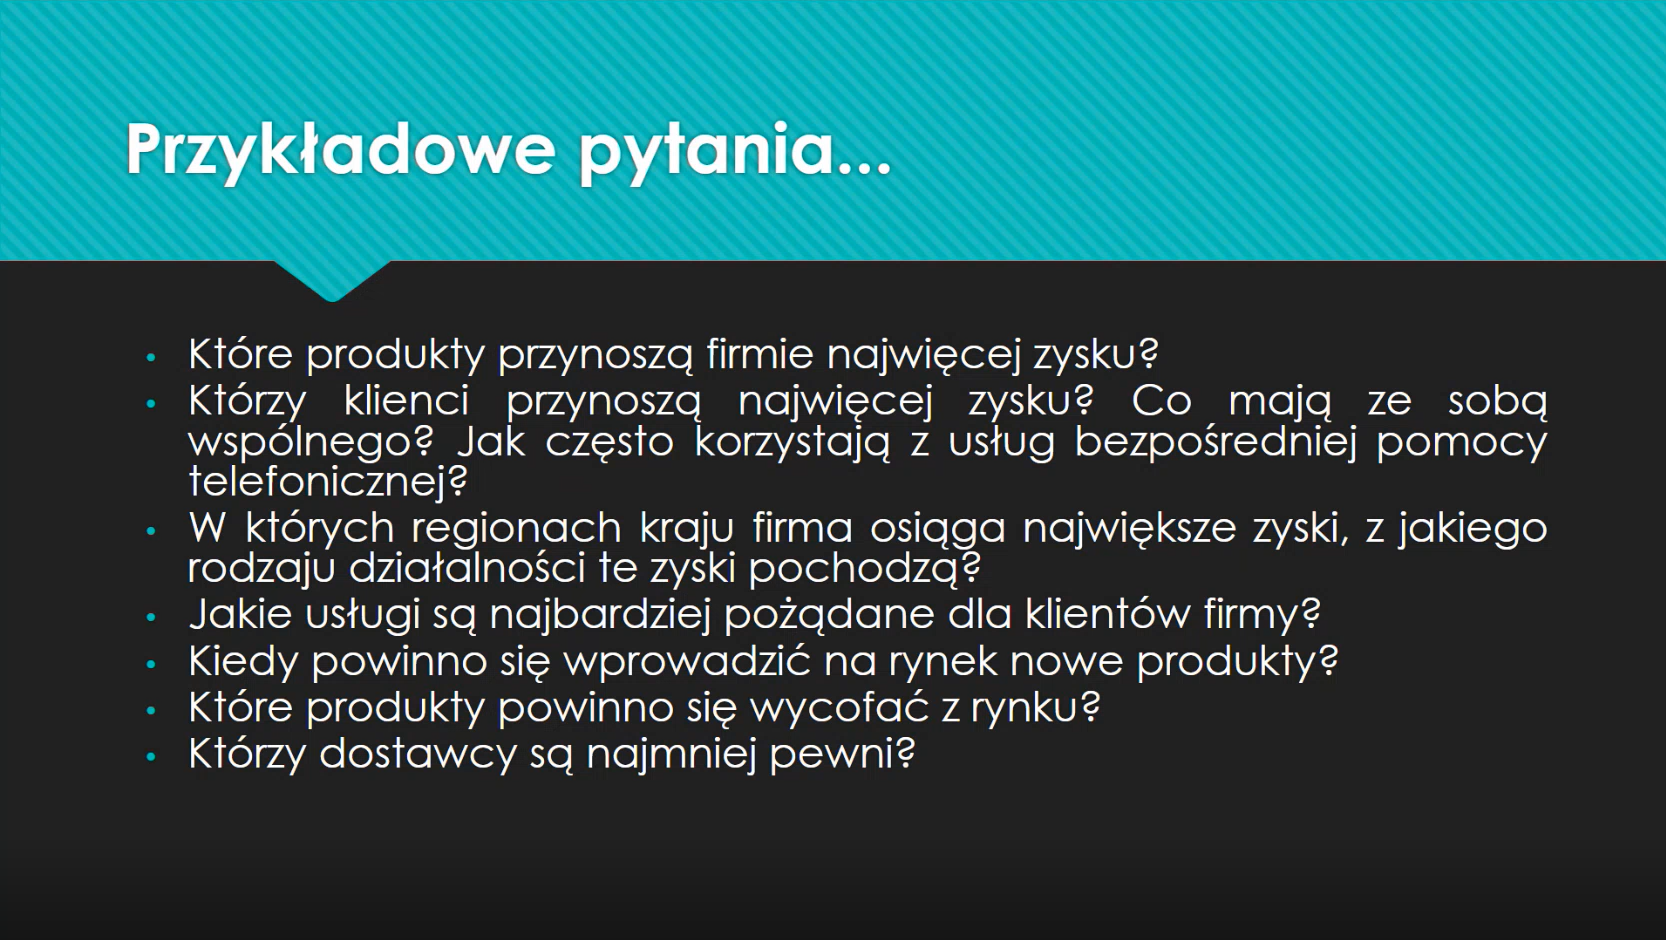 Przykładowe pytania...
• Które produkty przynoszą firmie najwięcej zysku?
• Którzy klienci przynoszą najwięcej zysku? Co mają ze sobą
wspólnego? Jak często korzystają z usług bezpośredniej pomocy
telefonicznej?
• W których regionach kraju firma osiąga największe zyski, z jakiego
rodzaju działalności te zyski pochodzą?
• Jakie usługi są najbardziej pożądane dla klientów firmy?
• Kiedy powinno się wprowadzić na rynek nowe produkty?
• Które produkty powinno się wycofać z rynku?
• Którzy dostawcy są najmniej pewni?